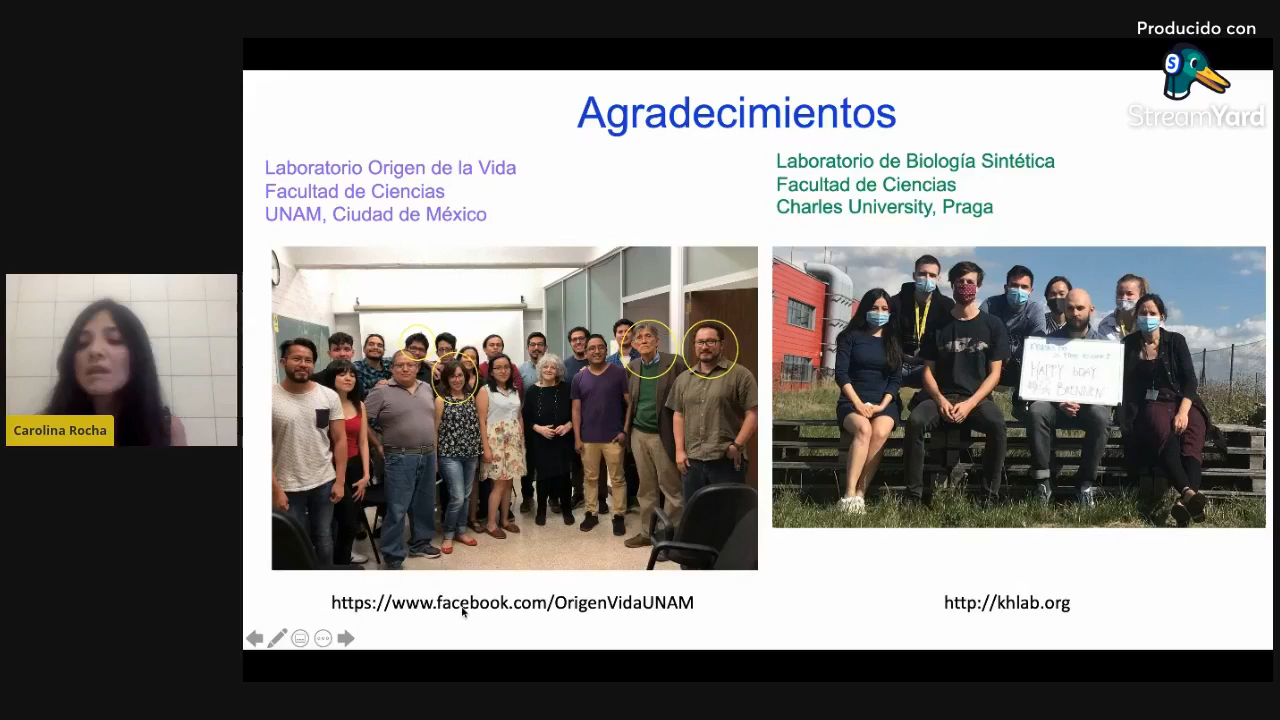 Producido con
StreamYard
Agradecimientos
Laboratorio Origen de la Vida
Facultad de Ciencias
UNAM, Ciudad de México
Laboratorio de Biología Sintética
Facultad de Ciencias
Charles University, Praga
HAPPY bDAY
Carolina Rocha
https://www.facebook.com/OrigenVidaUNAM
http://khlab.org